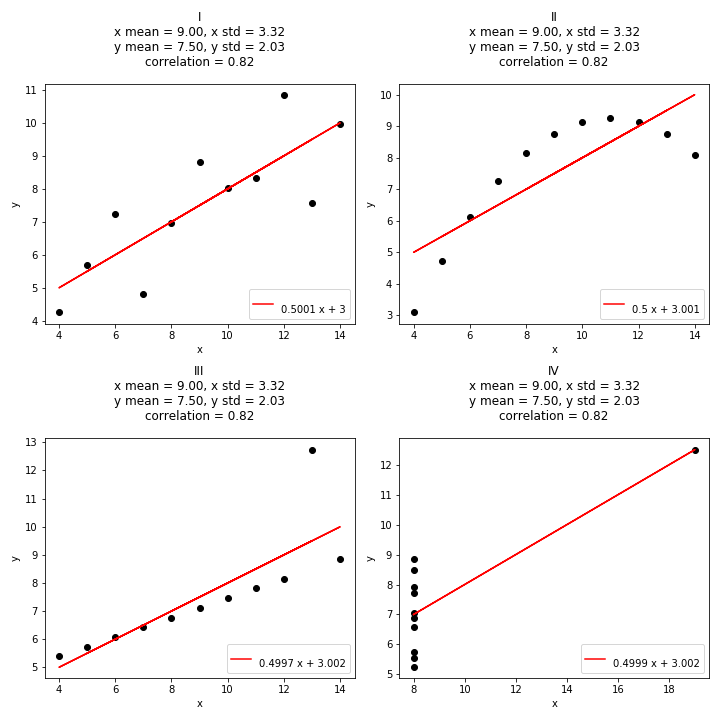 I
x mean = 9.00, x std = 3.32
y mean = 7.50, y std = 2.03
correlation = 0.82
11
10
9
8
7
6
5
4
y
4
6
8
10
12
14
x
0.5001 x + 3
II
x mean = 9.00, x std = 3.32
y mean = 7.50, y std = 2.03
correlation = 0.82
10
9
8
7
6
5
4
3
y
4
6
8
10
12
14
x
0.5 x + 3.001
III
x mean = 9.00, x std = 3.32
y mean = 7.50, y std = 2.03
correlation = 0.82
13
12
11
10
9
8
7
6
5
y
4
6
8
10
12
14
x
0.4997 x + 3.002
IV
x mean = 9.00, x std = 3.32
y mean = 7.50, y std = 2.03
correlation = 0.82
12
11
10
9
8
7
6
5
y
8
10
12
14
16
18
x
0.4999 x + 3.002